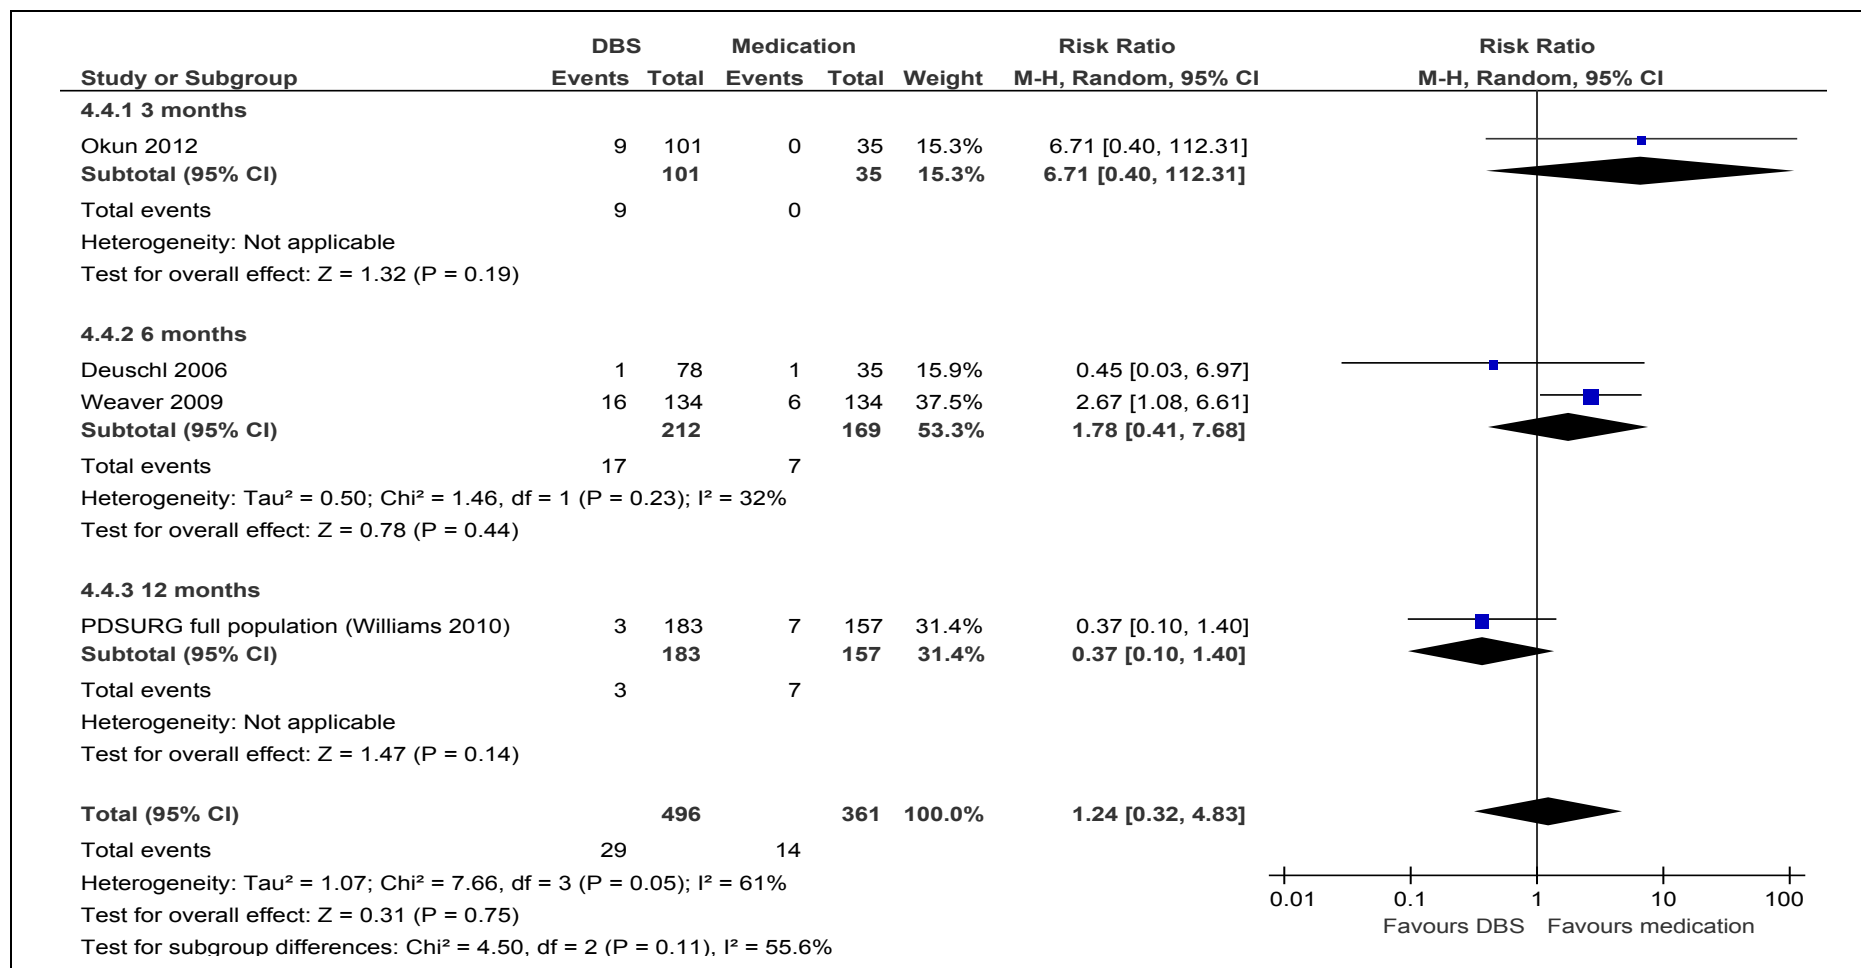 DBS Medication Risk Ratio Risk Ratio
Study or Subgroup Events Total Events Total Weight M-H, Random, 95% CI M-H, Random, 95% CI
4.4.1 3 months
Okun 2012 9 101 0 35 15.3% 6.71 [0.40, 112.31]
Subtotal (95% CI) 101 35 15.3% 6.71 [0.40, 112.31]
Total events 9 0
Heterogeneity: Not applicable
Test for overall effect: Z = 1.32 (P = 0.19)
4.4.2 6 months
Deuschl 2006 1 78 1 35 15.9% 0.45 [0.03, 6.97]
Weaver 2009 16 134 6 134 37.5% 2.67 [1.08, 6.61]
Subtotal (95% CI) 212 169 53.3% 1.78 [0.41, 7.68]
Total events 17 7
Heterogeneity: Tau² = 0.50; Chi² = 1.46, df = 1 (P = 0.23); I² = 32%
Test for overall effect: Z = 0.78 (P = 0.44)
4.4.3 12 months
PDSURG full population (Williams 2010) 3 183 7 157 31.4% 0.37 [0.10, 1.40]
Subtotal (95% CI) 183 157 31.4% 0.37 [0.10, 1.40]
Total events 3 7
Heterogeneity: Not applicable
Test for overall effect: Z = 1.47 (P = 0.14)
Total (95% CI) 496 361 100.0% 1.24 [0.32, 4.83]
Total events 29 14
Heterogeneity: Tau² = 1.07; Chi² = 7.66, df = 3 (P = 0.05); I² = 61%
Test for overall effect: Z = 0.31 (P = 0.75)
Test for subgroup differences: Chi² = 4.50, df = 2 (P = 0.11), I² = 55.6%
0.01 0.1 1 10 100
Favours DBS Favours medication